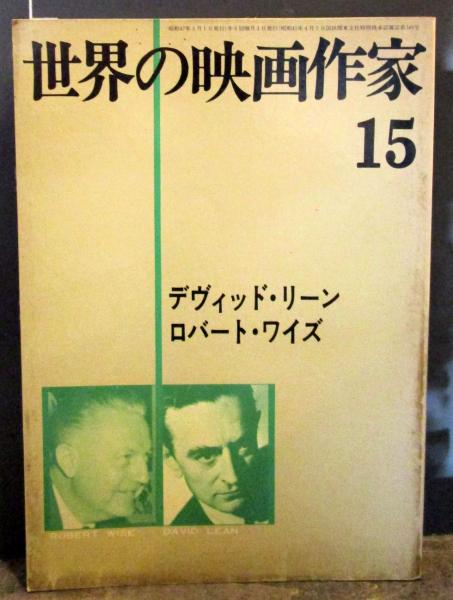 世界の映画作家
15
デヴィッド・リーン
ロバート・ワイズ
ROBERT WISE
DAVID LEAN